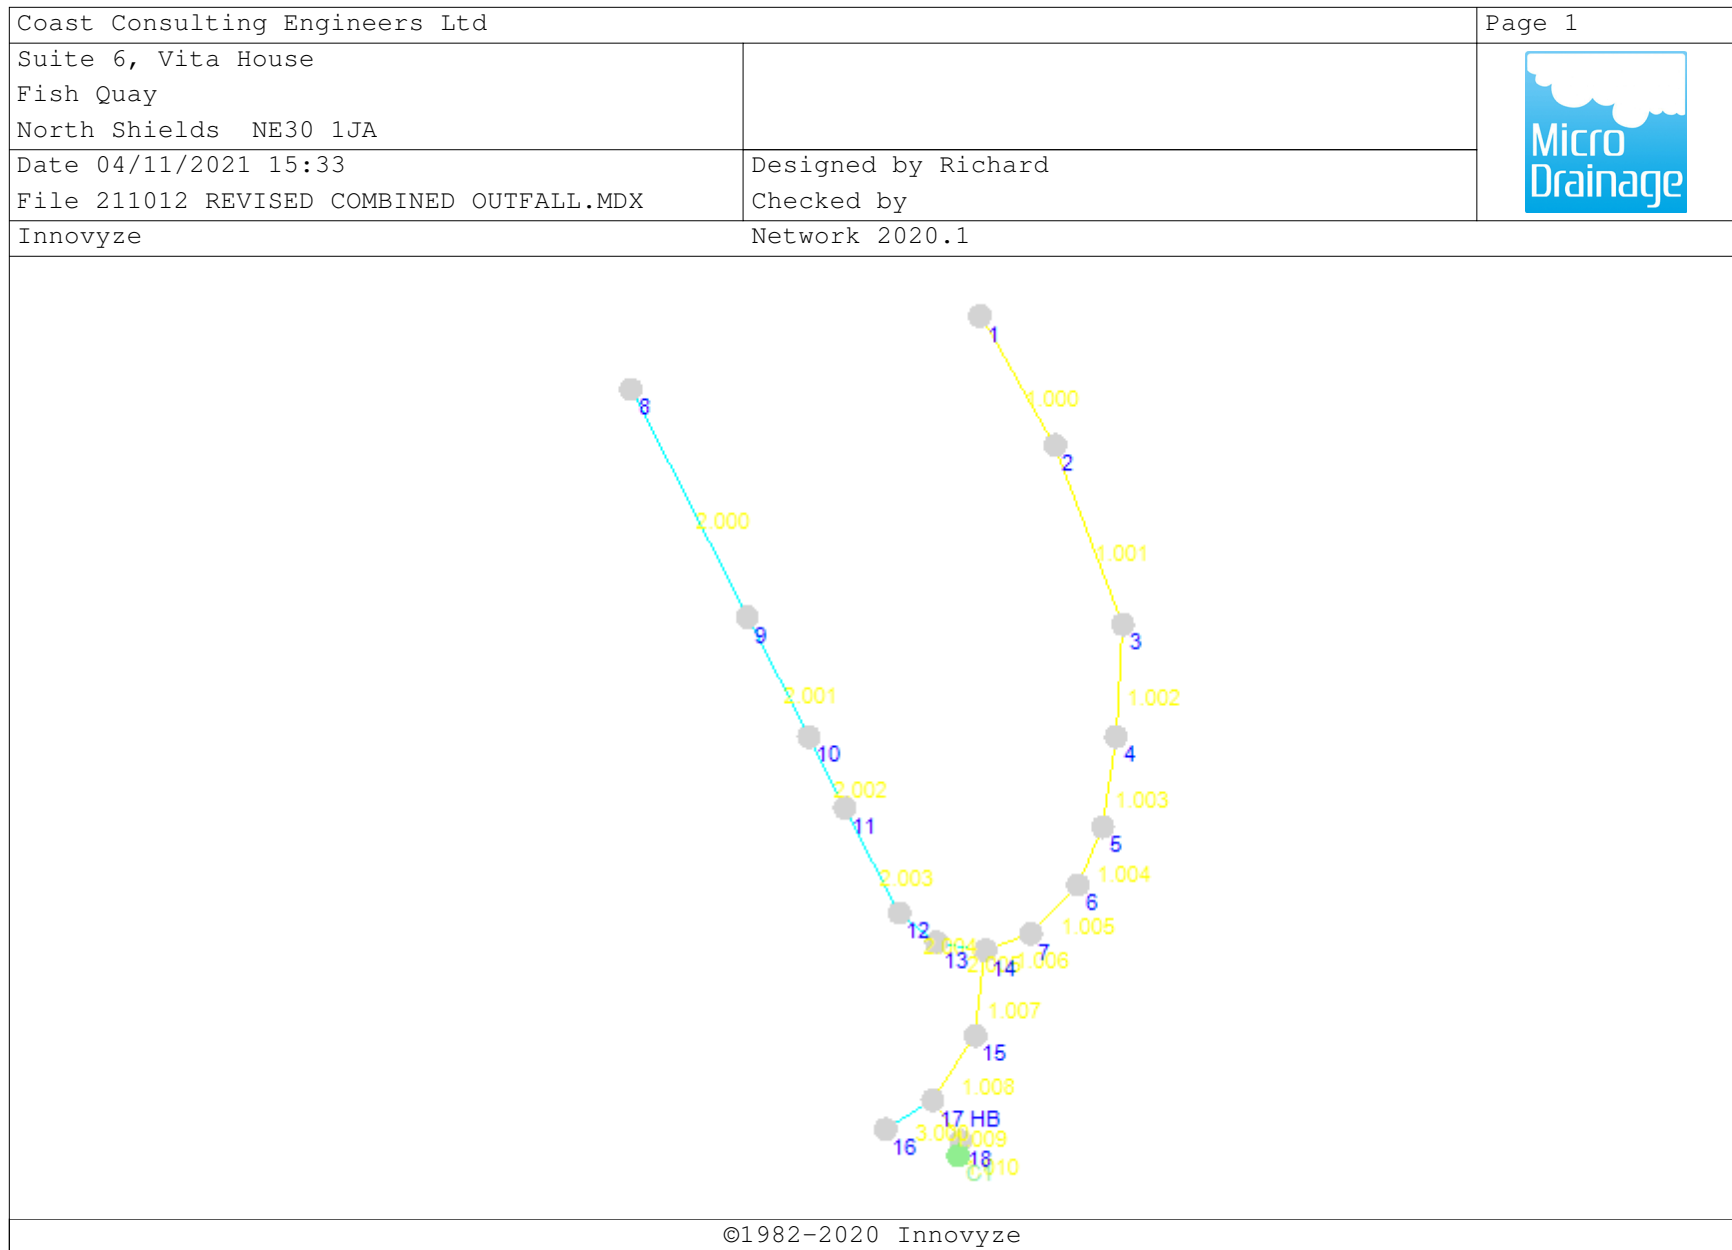 Coast Consulting Engineers Ltd
Page 1
Suite 6, Vita House
Fish Quay
North Shields NE30 1JA
Date 04/11/2021 15:33
Designed by Richard
File 211012 REVISED COMBINED OUTFALL.MDX
Checked by
Micro
Drainage
Innovyze
Network 2020.1
1
1.000
8
2
2.000
1.001
9
3
2.001
1.002
10
4
2.002
1.003
11
5
2.003
1.004
6
12
1.005
2.004
13
14
7
1.006
1.007
15
1.008
17 HB
16
18
©1982-2020 Innovyze